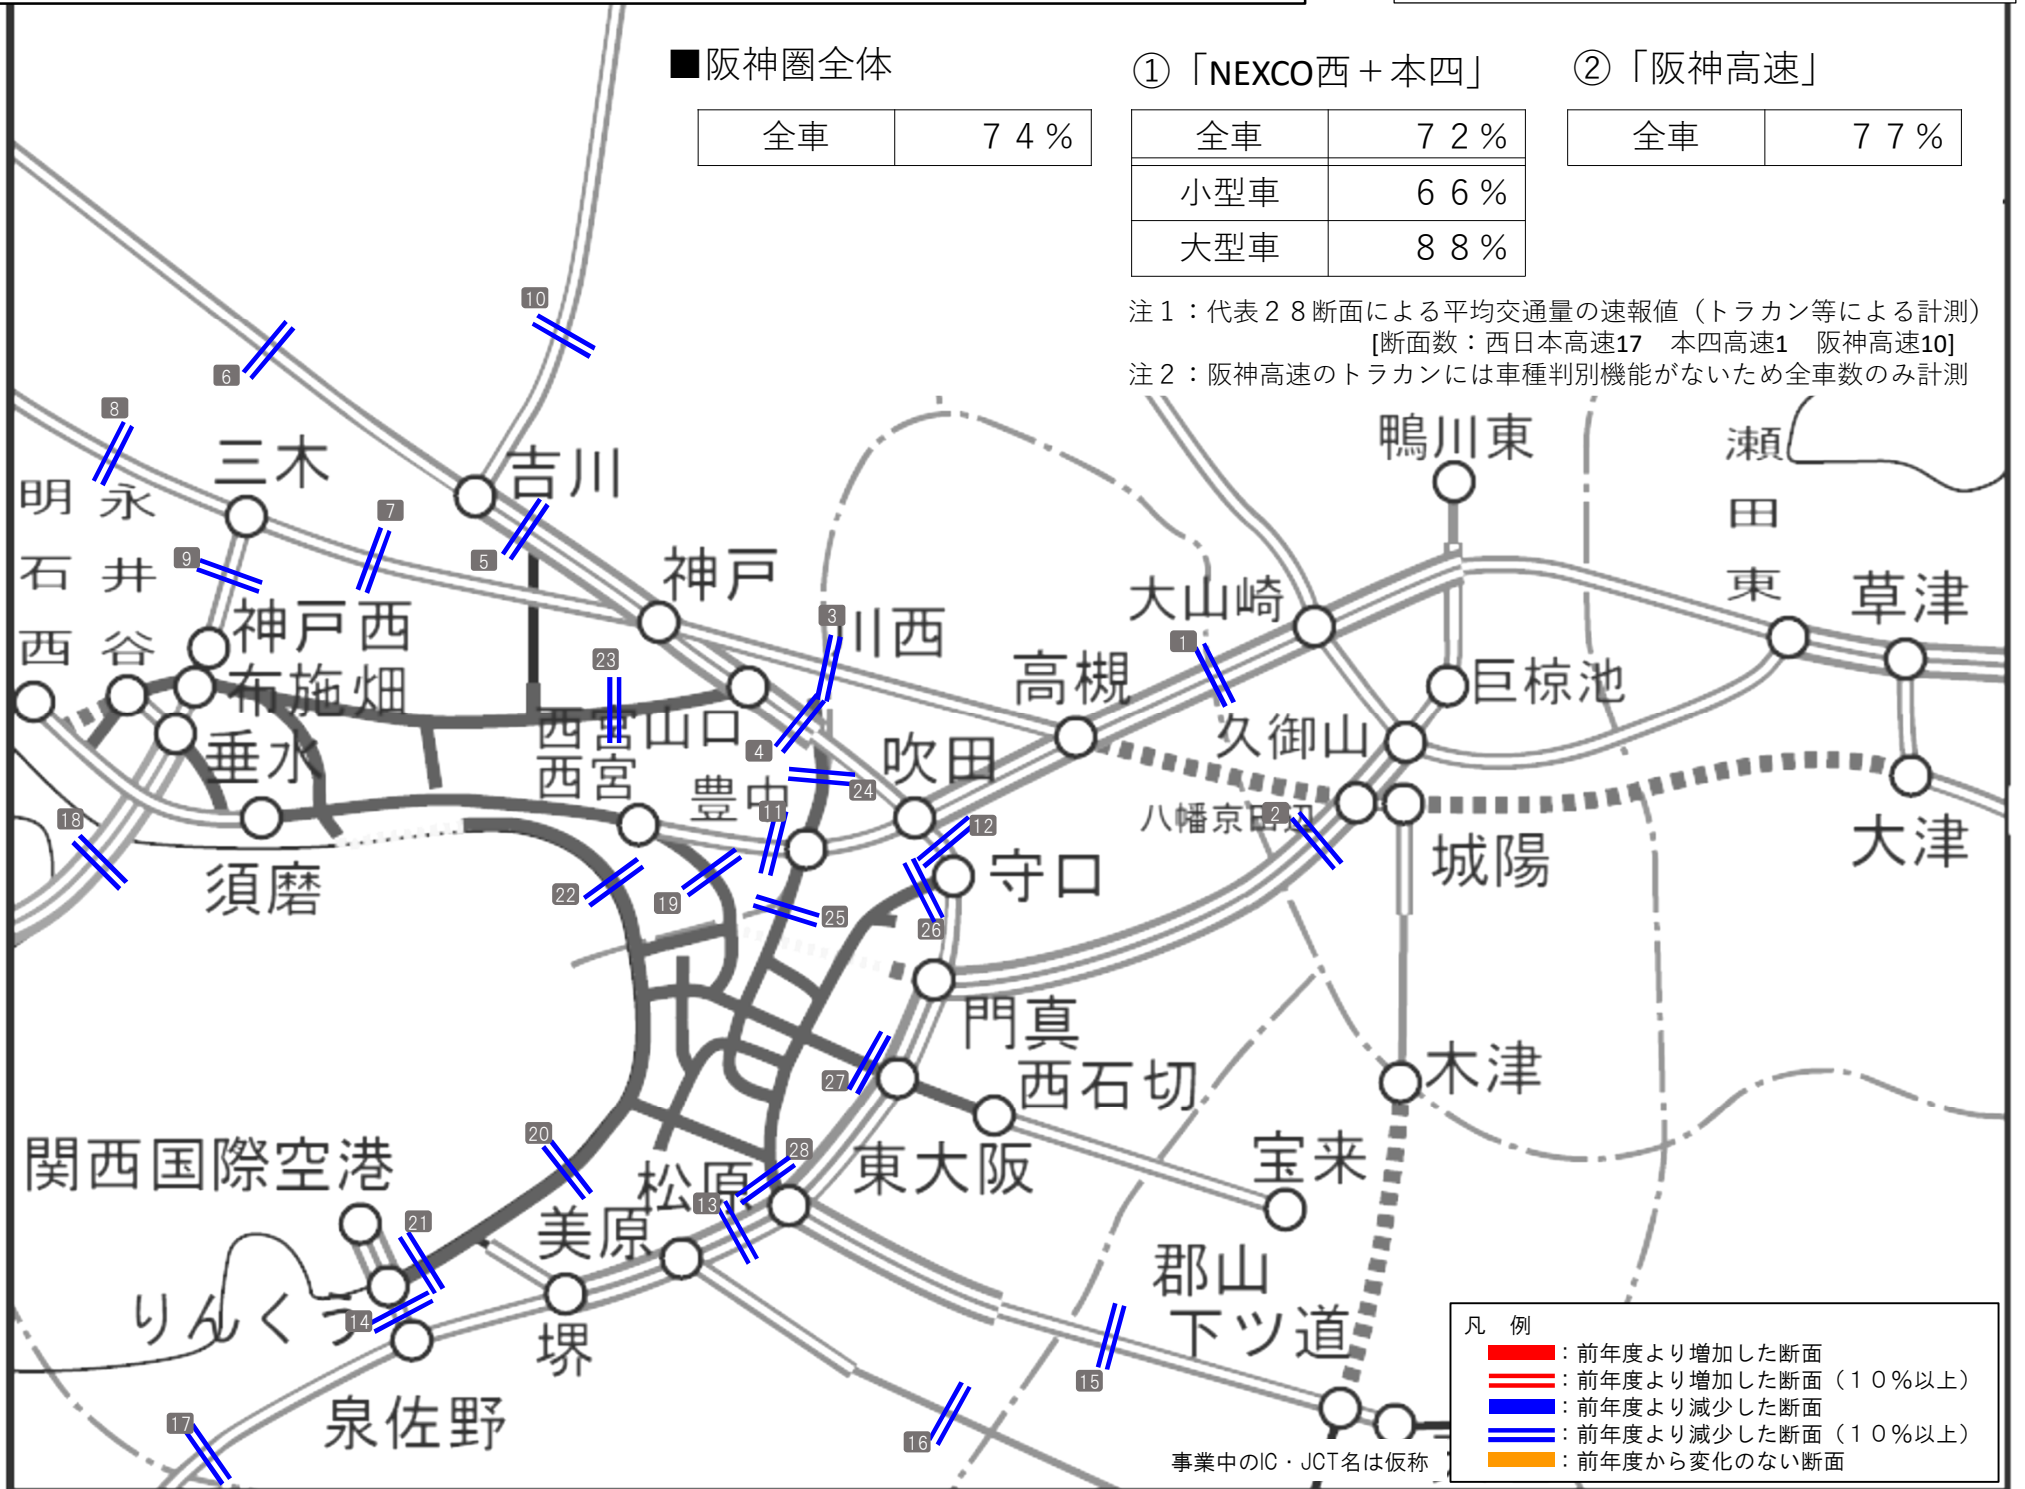 ■阪神圏全体
全車 ７４％
①「NEXCO西＋本四」
全車 ７２％
小型車 ６６％
大型車 ８８％
②「阪神高速」
全車 ７７％
注１：代表２８断面による平均交通量の速報値（トラカン等による計測）
[断面数：西日本高速17　本四高速1　阪神高速10]
注２：阪神高速のトラカンには車種判別機能がないため全車数のみ計測
10
6
8
三木
吉川
鴨川東
瀬田東
明石西
永井谷
7
9
5
神戸
大山崎
草津
神戸西
3
川西
1
布施畑
23
高槻
巨椋池
西宮山口
4
久御山
垂水
西宮
豊中
吹田
24
18
11
12
八幡京田辺
2
城陽
大津
須磨
22
19
25
守口
26
門真
27
西石切
木津
関西国際空港
20
28
松原
13
東大阪
宝来
21
美原
郡山下ツ道
りんくう
14
堺
15
泉佐野
17
16
事業中のIC・JCT名は仮称
凡　例
：前年度より増加した断面
：前年度より増加した断面（１０％以上）
：前年度より減少した断面
：前年度より減少した断面（１０％以上）
：前年度から変化のない断面